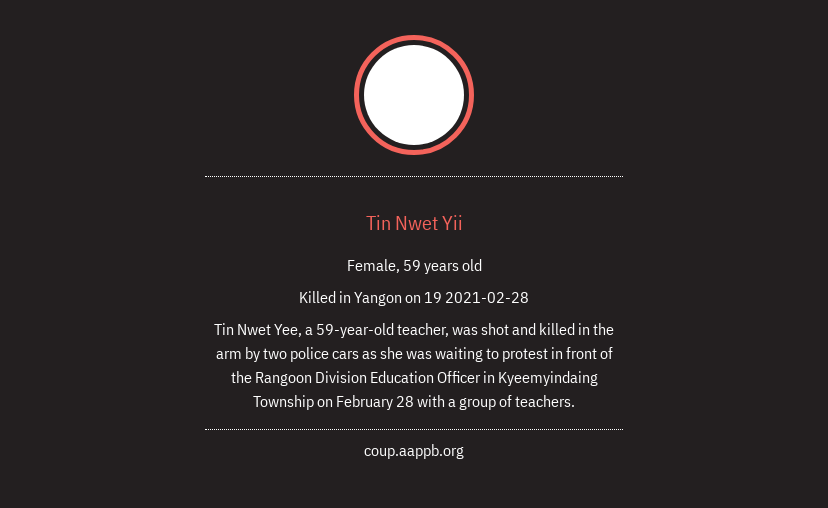 Tin Nwet Yii
Female, 59 years old
Killed in Yangon on 19 2021-02-28
Tin Nwet Yee, a 59-year-old teacher, was shot and killed in the
arm by two police cars as she was waiting to protest in front of
the Rangoon Division Education Officer in Kyeemyindaing
Township on February 28 with a group of teachers.
coup.aappb.org